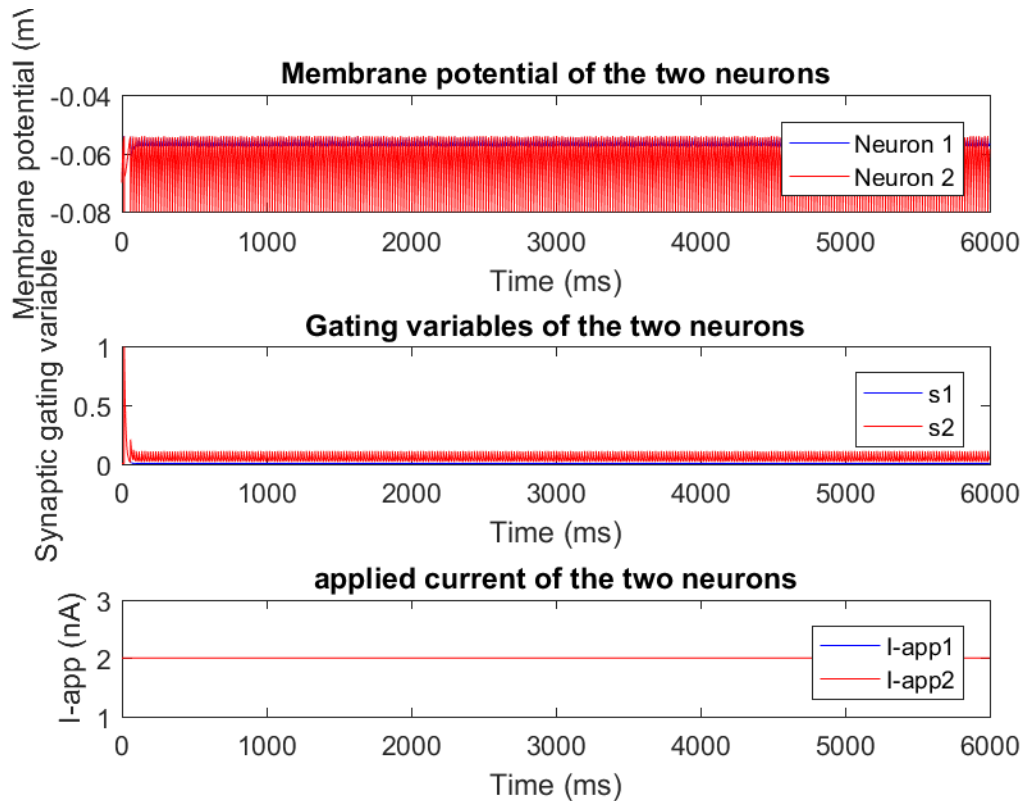 Membrane potential of the two neurons
Membrane potential (m
-0.04
-0.06
-0.08
Neuron 1
Neuron 2
0 1000 2000 3000 4000 5000 6000
Time (ms)
Gating variables of the two neurons
Synaptic gating variable
1
0.5
0
s1
s2
0 1000 2000 3000 4000 5000 6000
Time (ms)
applied current of the two neurons
I-app (nA)
3
2
1
I-app1
I-app2
0 1000 2000 3000 4000 5000 6000
Time (ms)